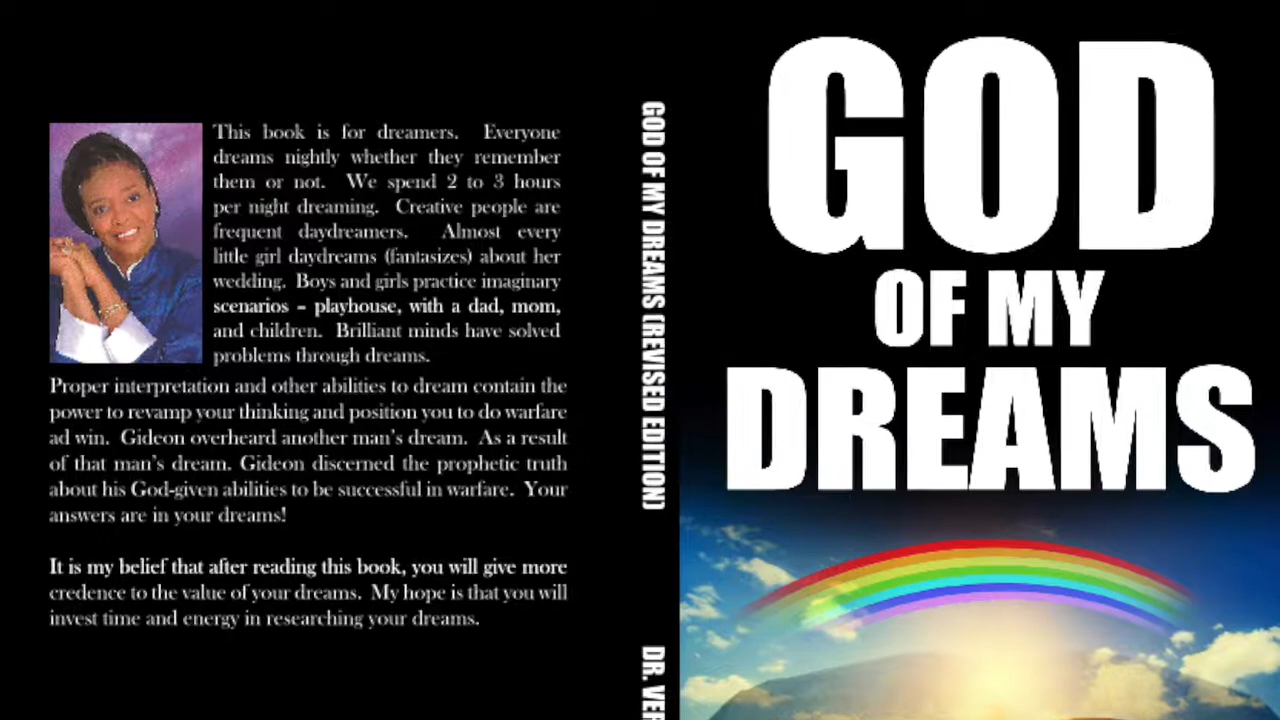 This book is for dreamers. Everyone
dreams nightly whether they remember
them or not. We spend 2 to 3 hours
per night dreaming. Creative people are
frequent daydreamers. Almost every
little girl daydreams (fantasizes) about her
wedding. Boys and girls practice imaginary
scenarios – playhouse, with a dad, mom,
and children. Brilliant minds have solved
problems through dreams.
Proper interpretation and other abilities to dream contain the
power to revamp your thinking and position you to do warfare
ad win. Gideon overheard another man's dream. As a result
of that man's dream. Gideon discerned the prophetic truth
about his God-given abilities to be successful in warfare. Your
answers are in your dreams!
It is my belief that after reading this book, you will give more
credence to the value of your dreams. My hope is that you will
invest time and energy in researching your dreams.
GOD OF MY DREAMS (REVISED EDITION)
DR. VER
GOD
OF MY
DREAMS